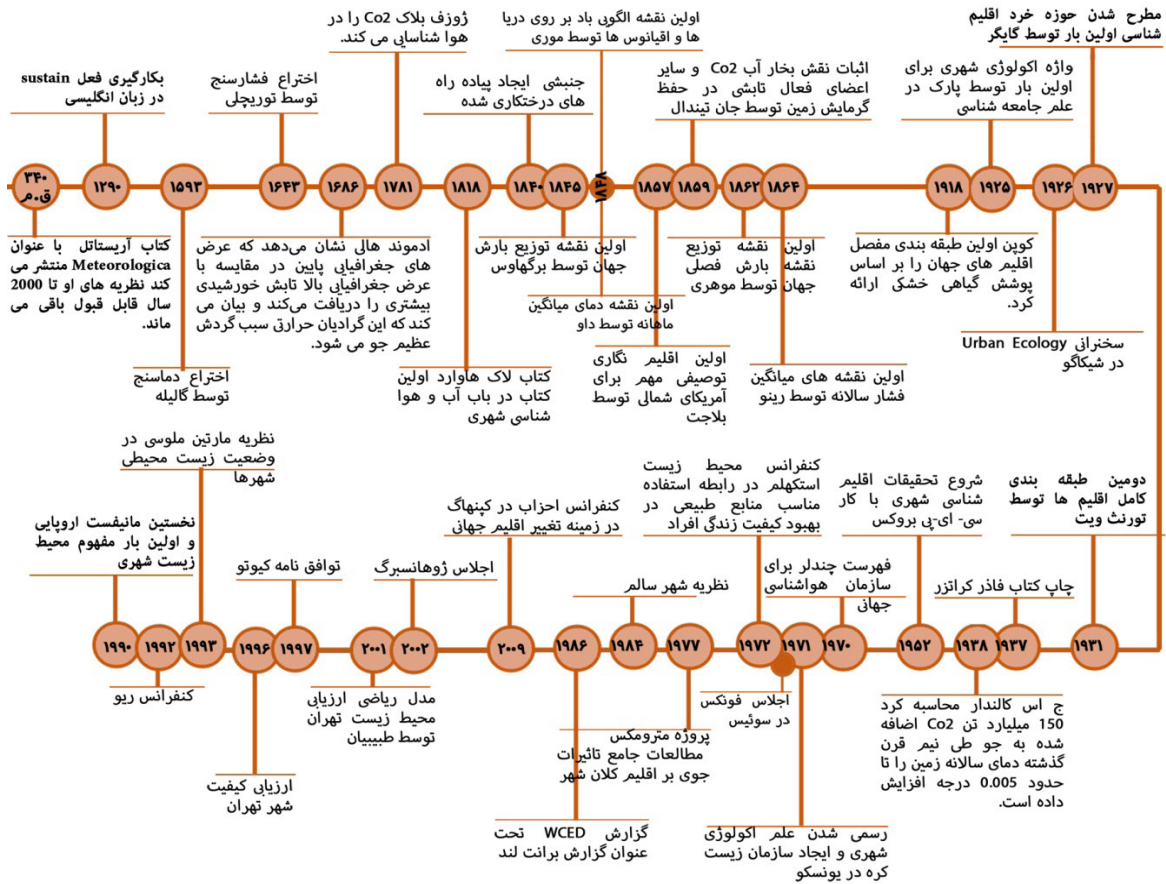 ۳۴۰
ق.م
کتاب آریستاتل با عنوان
Meteorologica منتشر می
کند نظریه های او تا 2000
سال قابل قبول باقی می
ماند.
بکارگیری فعل sustain
در زبان انگلیسی
۱۲۹۰
۱۵۹۳
اختراع دماسنج
توسط گالیله
اختراع فشارسنج
توسط توریچلی
۱۶۴۳
۱۶۸۶
ادموند هالی نشان می‌دهد که عرض
های جغرافیایی پایین در مقایسه با
عرض جغرافیایی بالا تابش خورشیدی
بیشتری را دریافت می‌کند و بیان می
کند که این گرادیان حرارتی سبب گردش
عظیم جو می شود.
ژوزف بلاک Co2 را در
هوا شناسایی می کند.
۱۷۸۱
۱۸۱۸
کتاب لاک هاوارد اولین
کتاب در باب آب و هوا
شناسی شهری
جنبشی ایجاد پیاده راه
های درختکاری شده
۱۸۴۰
۱۸۴۵
اولین نقشه توزیع بارش
جهان توسط برگهاوس
اولین نقشه الگویی باد بر روی دریا
ها و اقیانوس ها توسط موری
۱۸۴۸
اولین نقشه دمای میانگین
ماهانه توسط داو
۱۸۵۷
اولین اقلیم نگاری
توصیفی مهم برای
آمریکای شمالی توسط
بلاجت
اثبات نقش بخار آب Co2 و سایر
اعضای فعال تابشی در حفظ
گرمایش زمین توسط جان تیندال
۱۸۵۹
۱۸۶۲
اولین نقشه توزیع
نقشه بارش فصلی
جهان توسط موهری
۱۸۶۴
اولین نقشه های میانگین
فشار سالانه توسط رینو
۱۹۱۸
کوپن اولین طبقه بندی مفصل
اقلیم های جهان را بر اساس
پوشش گیاهی خشکی ارائه
کرد.
واژه اکولوژی شهری برای
اولین بار توسط پارک در
علم جامعه شناسی
۱۹۲۵
۱۹۲۶
سخنرانی Urban Ecology
در شیکاگو
مطرح شدن حوزه خرد اقلیم
شناسی اولین بار توسط گایگر
۱۹۲۷
دومین طبقه بندی
کامل اقلیم ها توسط
تورنث ویت
۱۹۳۱
چاپ کتاب فاذر کراتزر
۱۹۳۷
۱۹۳۸
ج اس کالندار محاسبه کرد
150 میلیارد تن Co2 اضافه
شده به جو طی نیم قرن
گذشته دمای سالانه زمین را تا
حدود 0.005 درجه افزایش
داده است.
شروع تحقیقات اقلیم
شناسی شهری با کار
سی- ای-پی بروکس
۱۹۵۲
فهرست چندلر برای
سازمان هواشناسی
جهانی
۱۹۷۰
۱۹۷۱
رسمی شدن علم اکولوژی
شهری و ایجاد سازمان زیست
کره در یونسکو
اجلاس فونکس
در سوئیس
کنفرانس محیط زیست
استکهلم در رابطه استفاده
مناسب منابع طبیعی در
بهبود کیفیت زندگی افراد
۱۹۷۲
۱۹۷۷
پروژه مترومکس
مطالعات جامع تاثیرات
جوی بر اقلیم کلان شهر
نظریه شهر سالم
۱۹۸۴
۱۹۸۶
گزارش WCED تحت
عنوان گزارش برانت لند
کنفرانس احزاب در کپنهاگ
در زمینه تغییر اقلیم جهانی
۲۰۰۹
اجلاس ژوهانسبرگ
۲۰۰۲
۲۰۰۱
مدل ریاضی ارزیابی
محیط زیست تهران
توسط طبیبیان
توافق نامه کیوتو
۱۹۹۷
۱۹۹۶
ارزیابی کیفیت
شهر تهران
نظریه مارتین ملوسی در
وضعیت زیست محیطی
شهرها
۱۹۹۳
۱۹۹۲
کنفرانس ریو
نخستین مانیفست اروپایی
و اولین بار مفهوم محیط
زیست شهری
۱۹۹۰